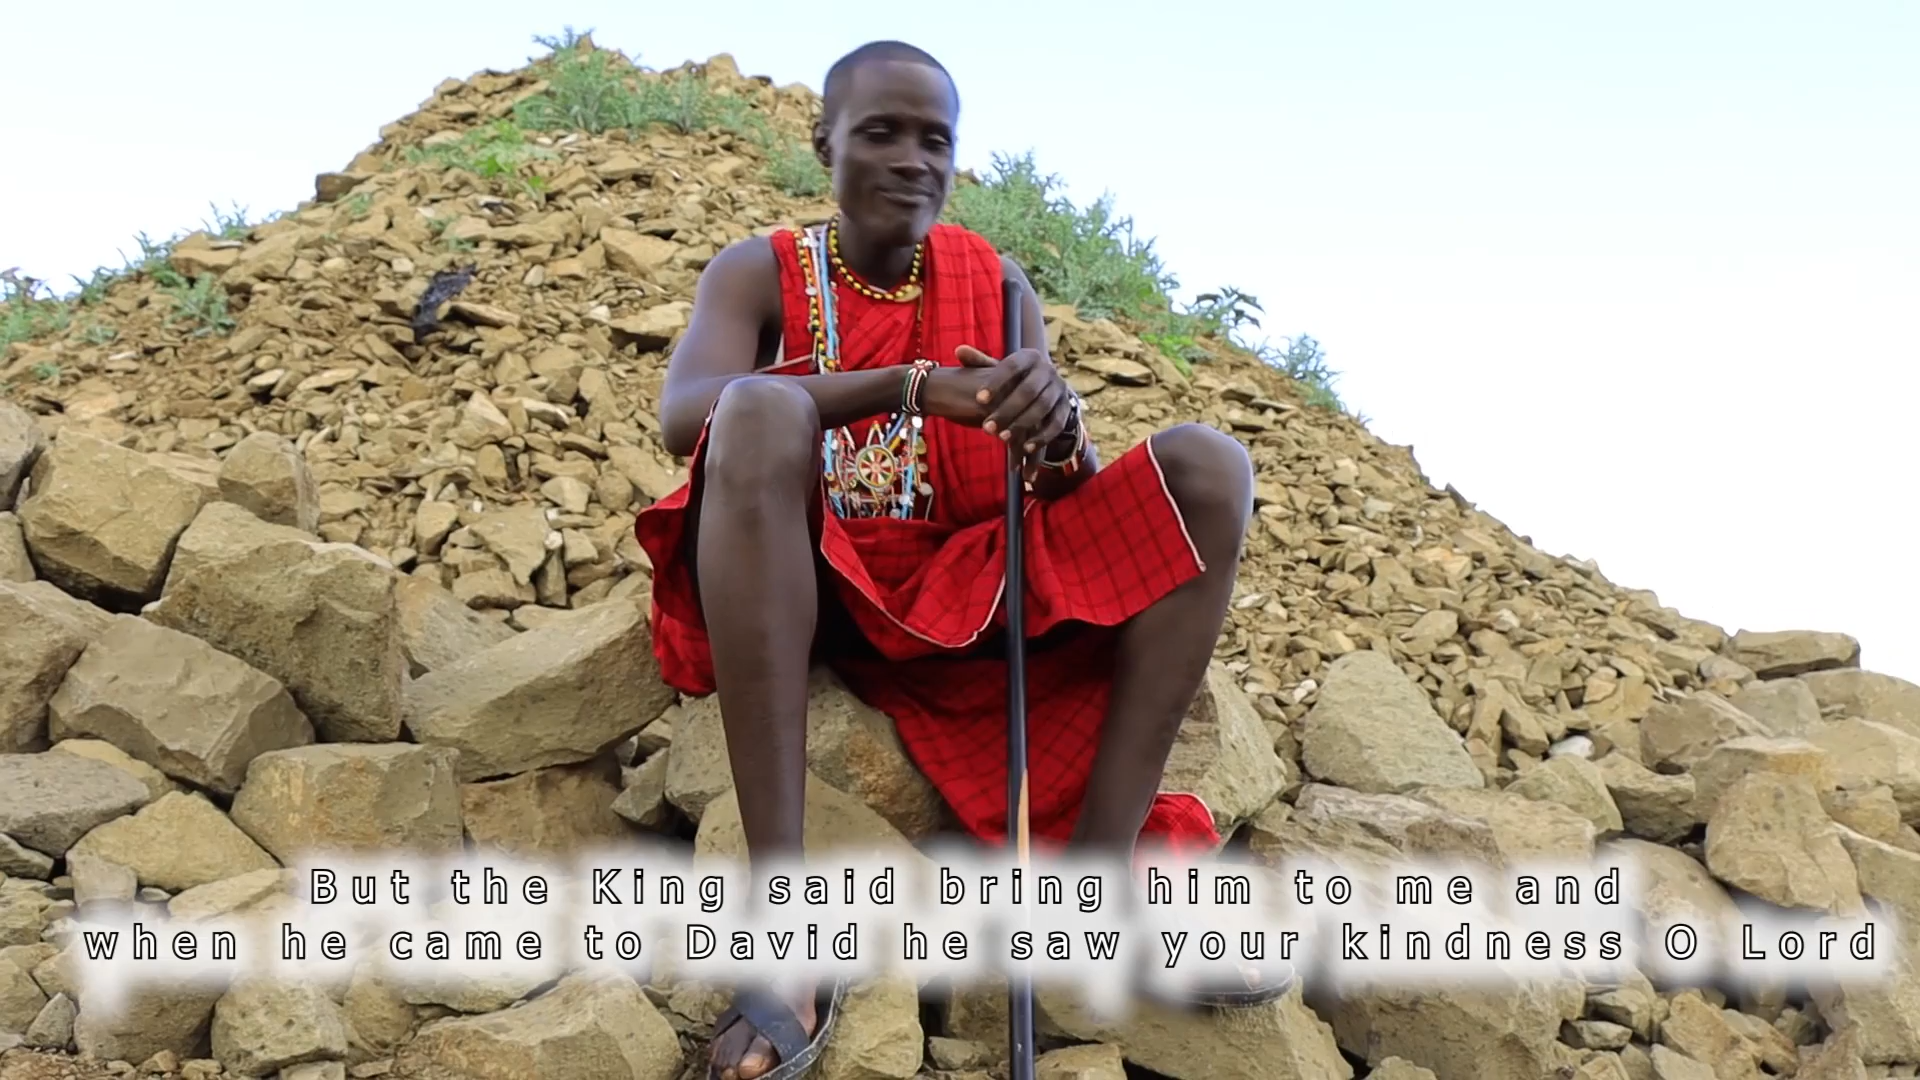 But the King said bring him to me and
when he came to David he saw your kindness O Lord